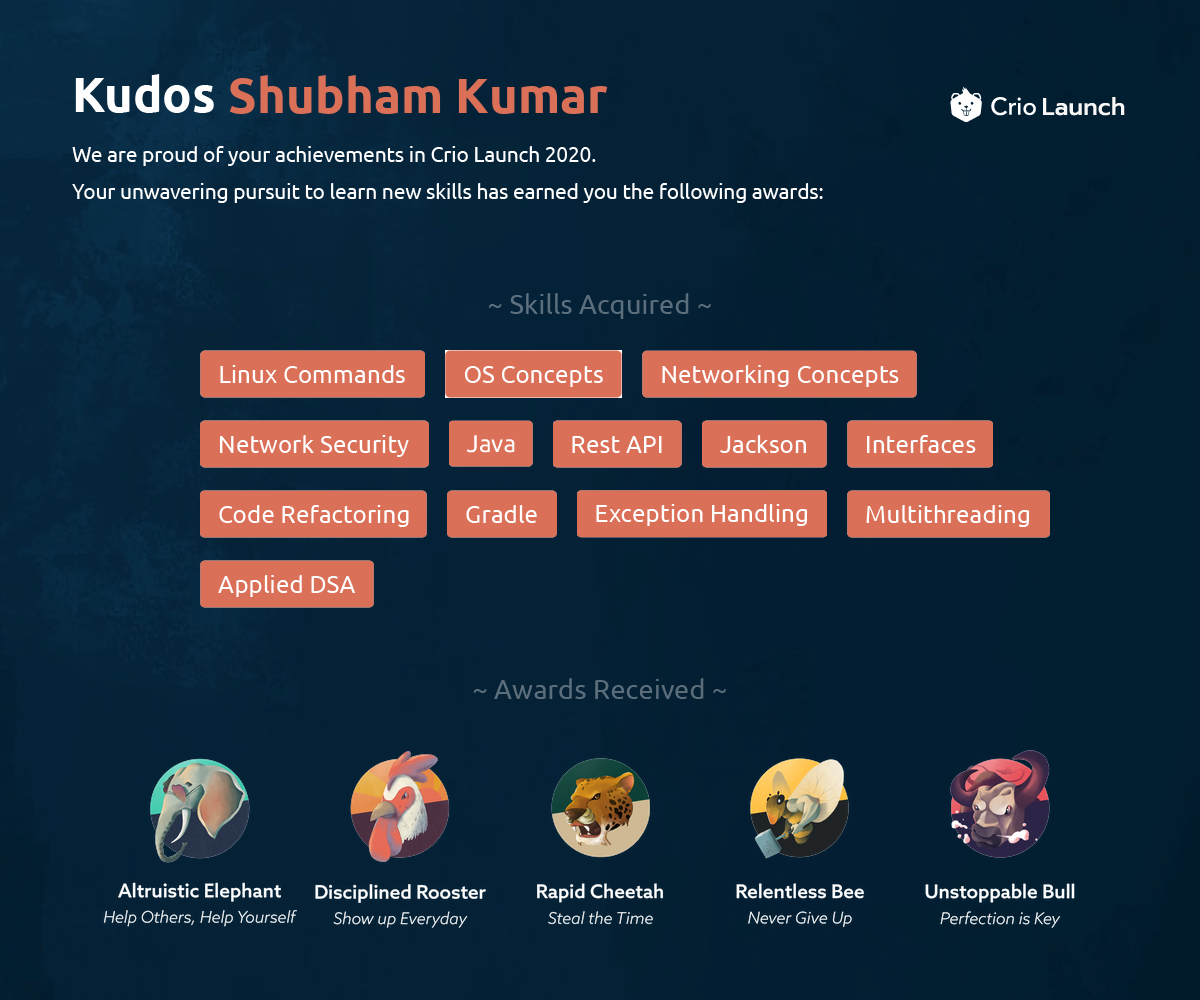 Kudos Shubham Kumar
Crio Launch
We are proud of your achievements in Crio Launch 2020.
Your unwavering pursuit to learn new skills has earned you the following awards:
~ Skills Acquired ~
Linux Commands OS Concepts Networking Concepts
Network Security Java Rest API Jackson Interfaces
Code Refactoring Gradle Exception Handling Multithreading
Applied DSA
~ Awards Received ~
Altruistic Elephant Disciplined Rooster Rapid Cheetah Relentless Bee Unstoppable Bull
Help Others, Help Yourself Show up Everyday Steal the Time Never Give Up Perfection is Key